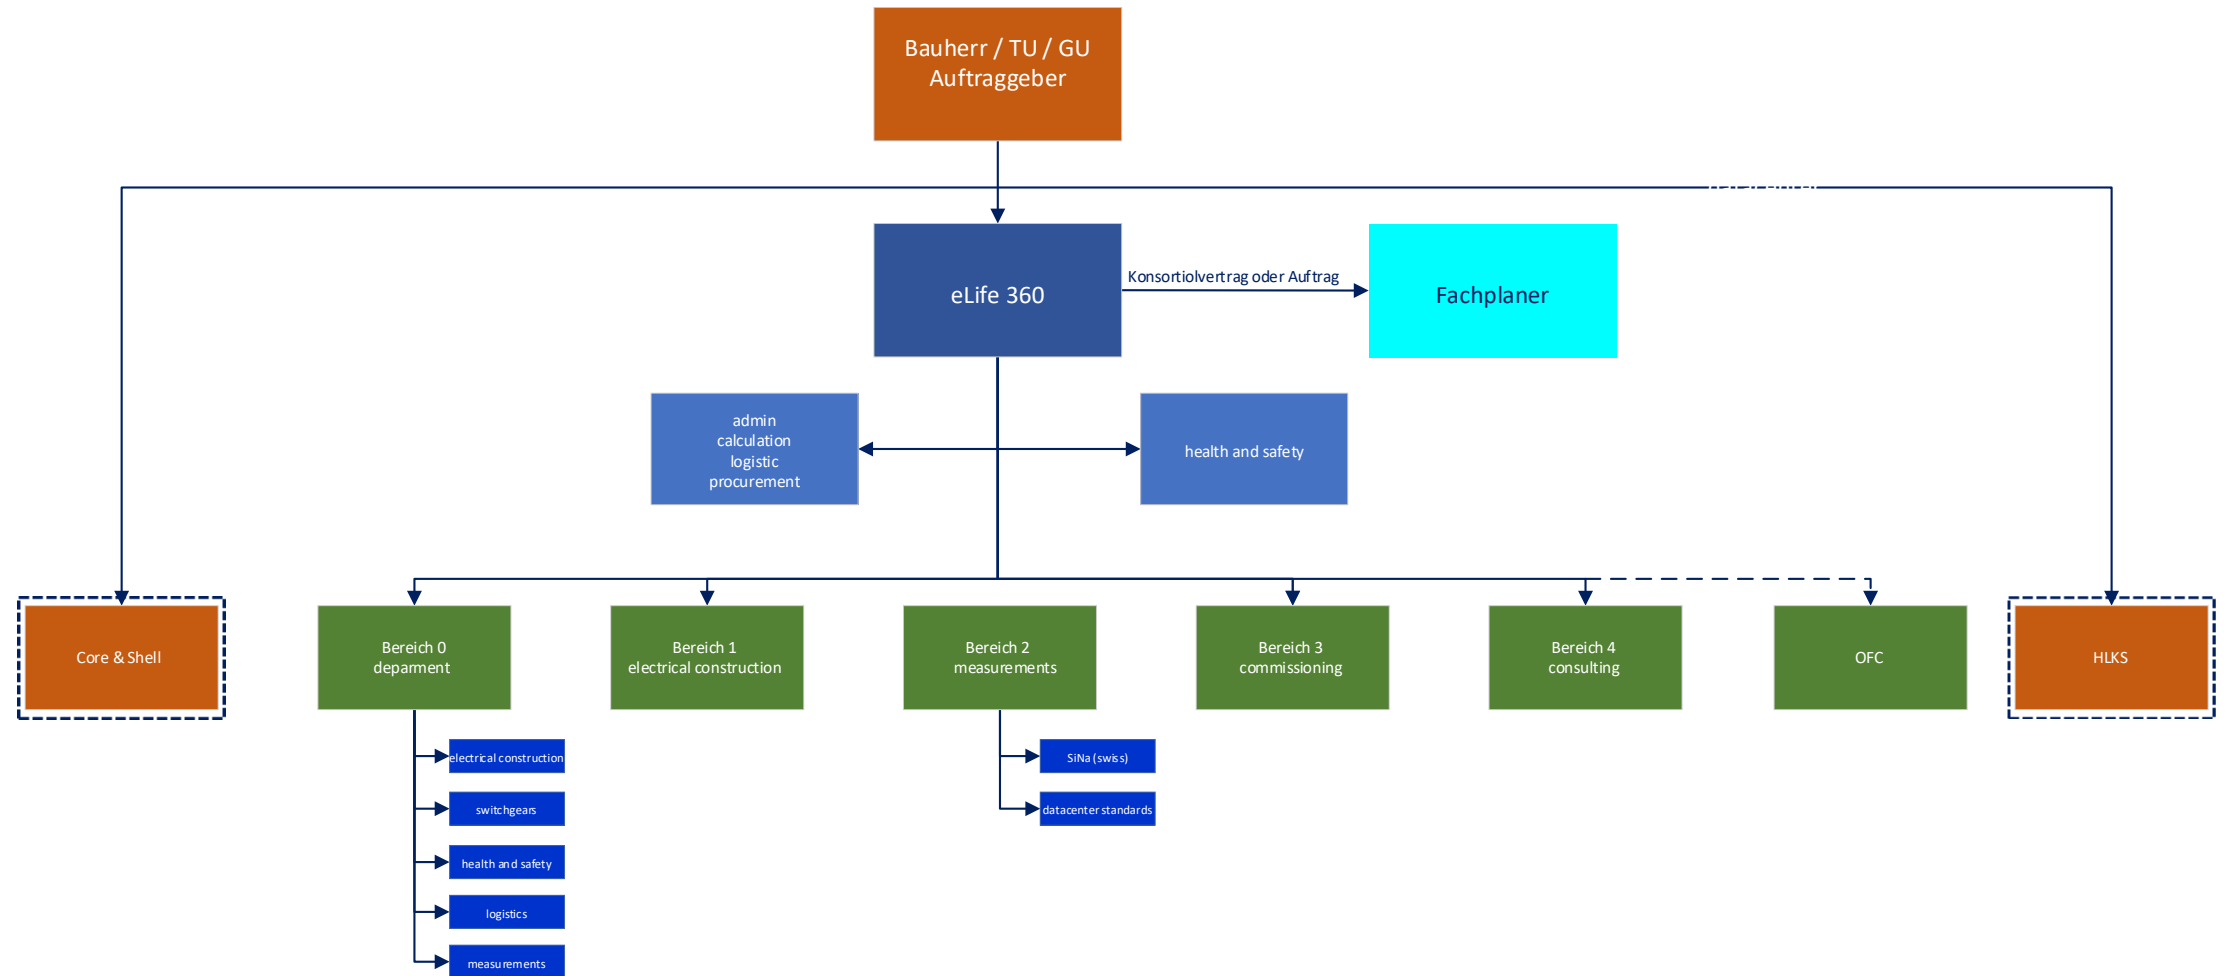 Bauherr / TU / GU
Auftraggeber
eLife 360
Konsortiolvertrag oder Auftrag
Fachplaner
admin
calculation
logistic
procurement
health and safety
Core & Shell
Bereich 0
deparment
Bereich 1
electrical construction
Bereich 2
measurements
Bereich 3
commissioning
Bereich 4
consulting
OFC
HLKS
electrical construction
switchgears
health and safety
logistics
measurements
SiNa (swiss)
datacenter standards